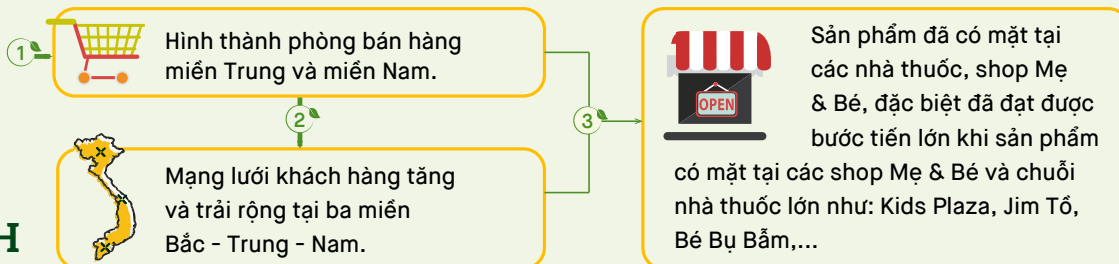 1
Hình thành phòng bán hàng
miền Trung và miền Nam.
2
Mạng lưới khách hàng tăng
và trải rộng tại ba miền
Bắc - Trung - Nam.
H
3
OPEN
Sản phẩm đã có mặt tại
các nhà thuốc, shop Mẹ
& Bé, đặc biệt đã đạt được
bước tiến lớn khi sản phẩm
có mặt tại các shop Mẹ & Bé và chuỗi
nhà thuốc lớn như: Kids Plaza, Jim Tồ,
Bé Bụ Bẫm,...